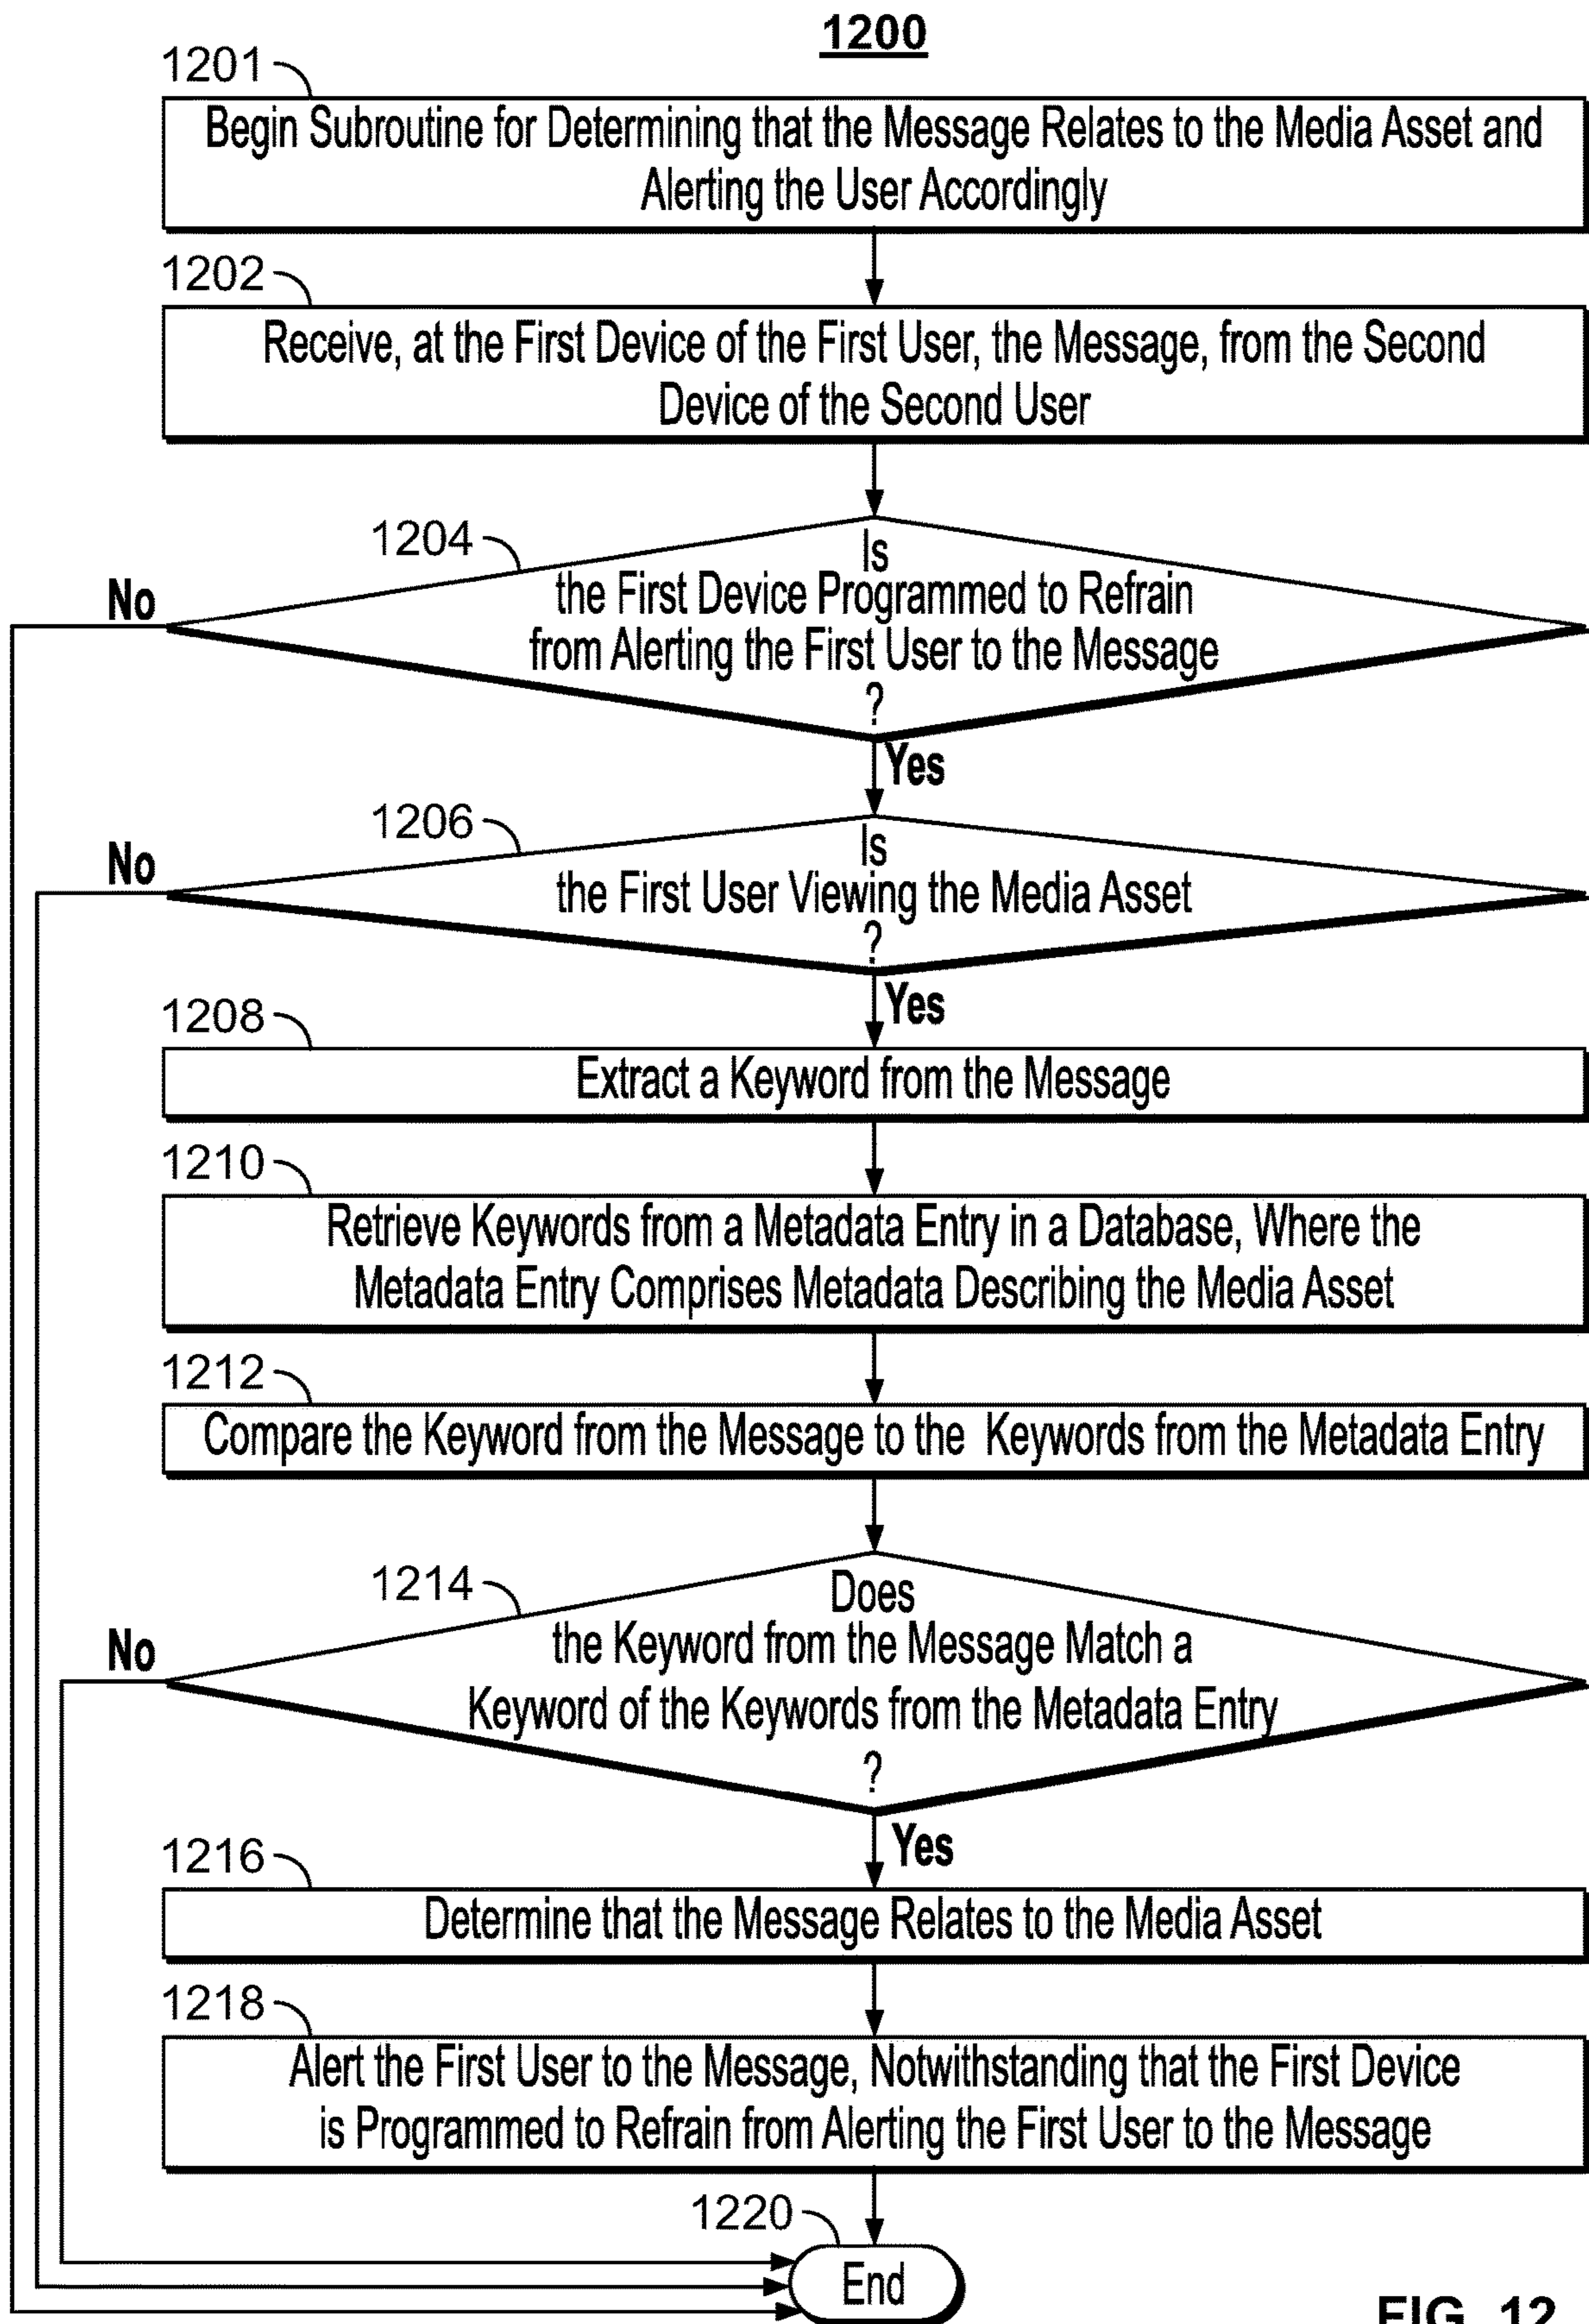 1200
1201
Begin Subroutine for Determining that the Message Relates to the Media Asset and
Alerting the User Accordingly
1202
Receive, at the First Device of the First User, the Message, from the Second
Device of the Second User
1204
Is
the First Device Programmed to Refrain
from Alerting the First User to the Message
?
No
Yes
1206
Is
the First User Viewing the Media Asset
?
No
Yes
1208
Extract a Keyword from the Message
1210
Retrieve Keywords from a Metadata Entry in a Database, Where the
Metadata Entry Comprises Metadata Describing the Media Asset
1212
Compare the Keyword from the Message to the Keywords from the Metadata Entry
1214
Does
the Keyword from the Message Match a
Keyword of the Keywords from the Metadata Entry
?
No
Yes
1216
Determine that the Message Relates to the Media Asset
1218
Alert the First User to the Message, Notwithstanding that the First Device
is Programmed to Refrain from Alerting the First User to the Message
1220
End
FIG. 12